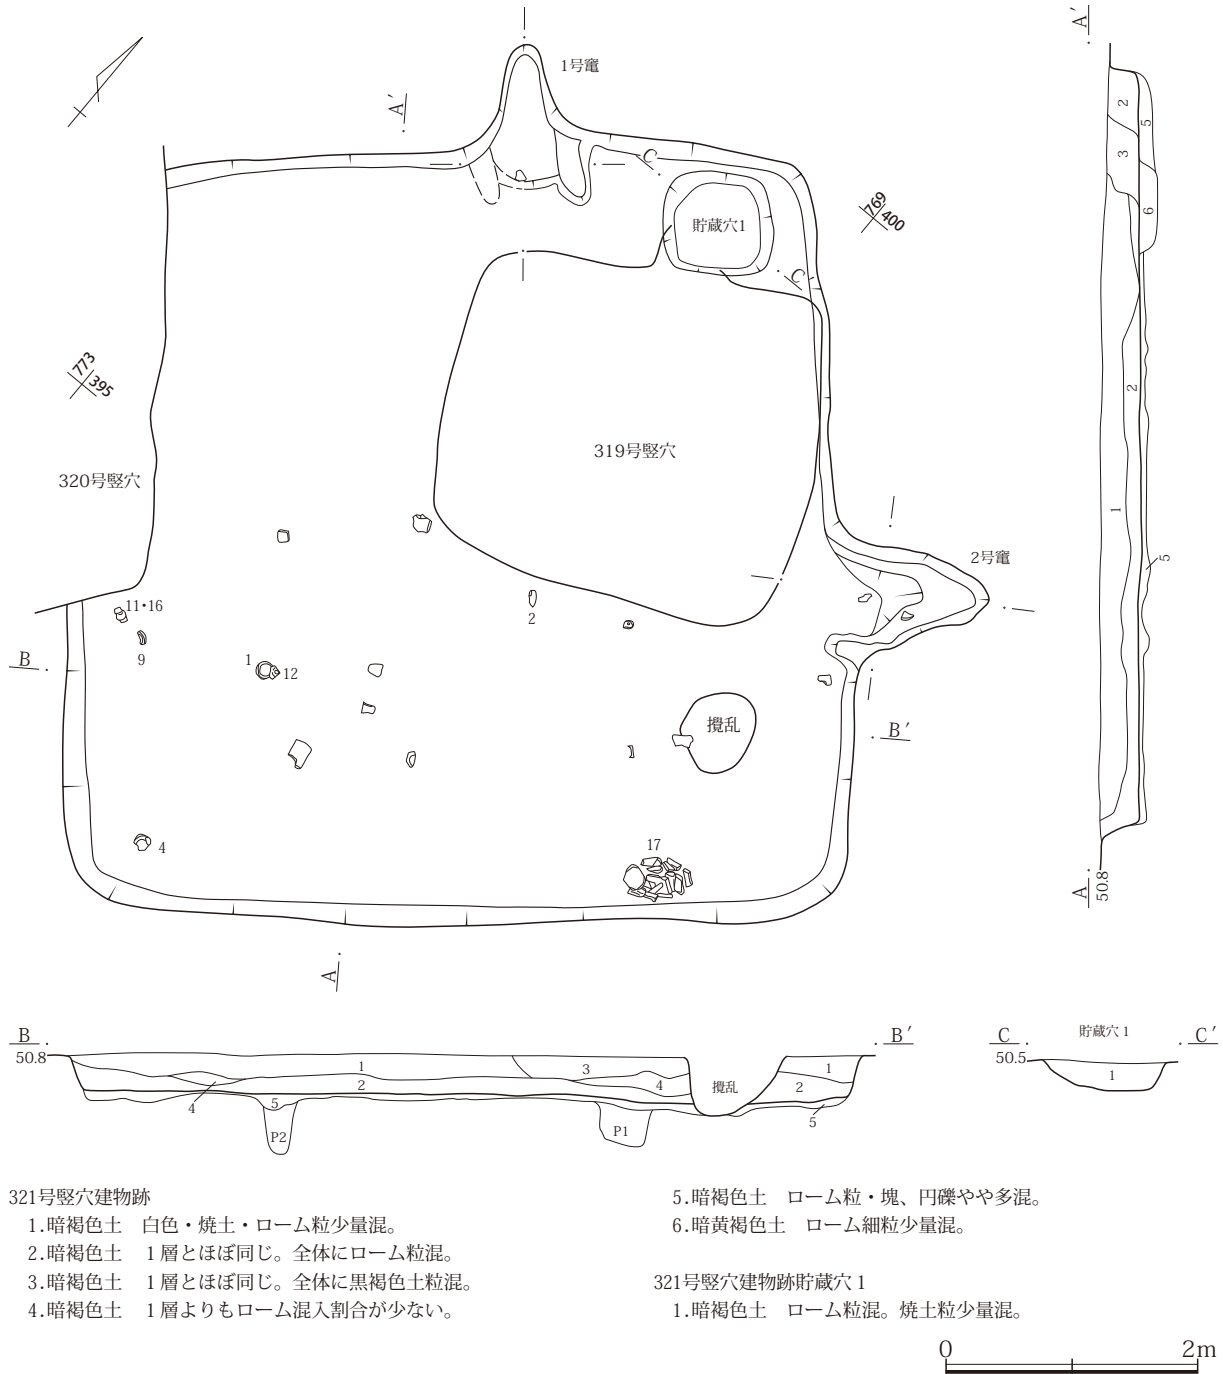 A′
1号竈
A′
C
貯蔵穴1
769
400
C′
773
395
319号竪穴
320号竪穴
2号竈
11・16
2
9
B
1
12
攪乱
B′
4
17
A
2
5
3
6
2
1
5
A
50.8
B
50.8
1
2
3
4
4
5
P2
P1
攪乱
1
2
5
B′
C
50.5
貯蔵穴 1
1
C′
321号竪穴建物跡
1.暗褐色土　白色・焼土・ローム粒少量混。
2.暗褐色土　１層とほぼ同じ。全体にローム粒混。
3.暗褐色土　１層とほぼ同じ。全体に黒褐色土粒混。
4.暗褐色土　１層よりもローム混入割合が少ない。
5.暗褐色土　ローム粒・塊、円礫やや多混。
6.暗黄褐色土　ローム細粒少量混。
321号竪穴建物跡貯蔵穴 1
1.暗褐色土　ローム粒混。焼土粒少量混。
0　2m